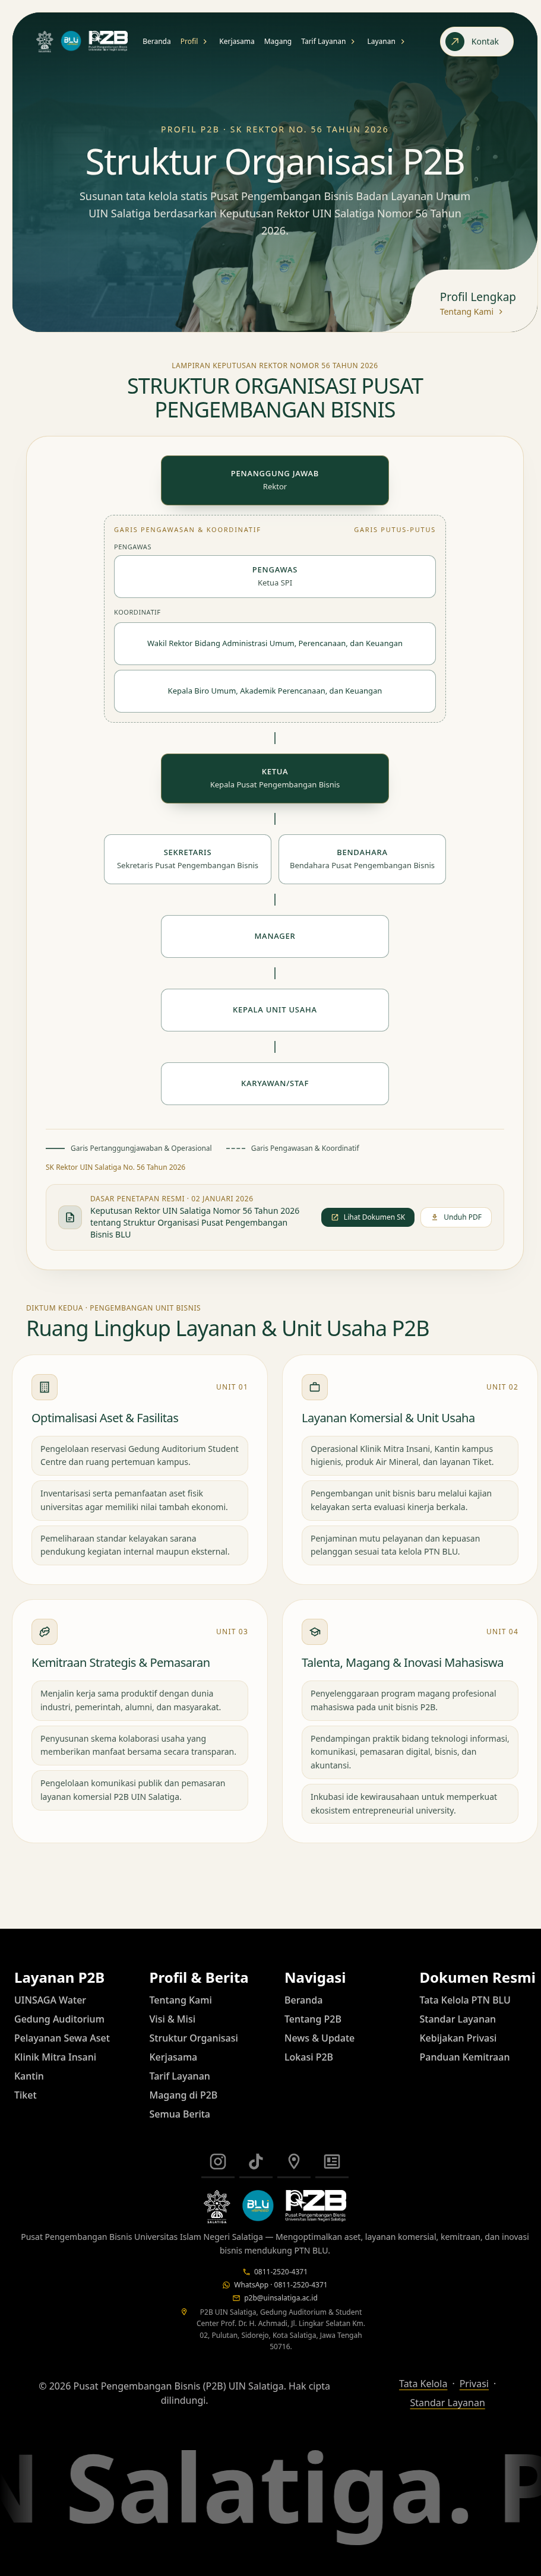 BLU
PZB
Pusat Pengembangan Bisnis
Beranda
Profil
Kerjasama
Magang
Tarif Layanan
Layanan
Kontak
PROFIL P2B · SK REKTOR NO. 56 TAHUN 2026
Struktur Organisasi P2B
Susunan tata kelola statis Pusat Pengembangan Bisnis Badan Layanan Umum
UIN Salatiga berdasarkan Keputusan Rektor UIN Salatiga Nomor 56 Tahun
2026.
Profil Lengkap
Tentang Kami
LAMPIRAN KEPUTUSAN REKTOR NOMOR 56 TAHUN 2026
STRUKTUR ORGANISASI PUSAT
PENGEMBANGAN BISNIS
PENANGGUNG JAWAB
Rektor
GARIS PENGAWASAN & KOORDINATIF
GARIS PUTUS-PUTUS
PENGAWAS
PENGAWAS
Ketua SPI
KOORDINATIF
Wakil Rektor Bidang Administrasi Umum, Perencanaan, dan Keuangan
Kepala Biro Umum, Akademik Perencanaan, dan Keuangan
KETUA
Kepala Pusat Pengembangan Bisnis
SEKRETARIS
Sekretaris Pusat Pengembangan Bisnis
BENDAHARA
Bendahara Pusat Pengembangan Bisnis
MANAGER
KEPALA UNIT USAHA
KARYAWAN/STAF
Garis Pertanggungjawaban & Operasional
Garis Pengawasan & Koordinatif
SK Rektor UIN Salatiga No. 56 Tahun 2026
DASAR PENETAPAN RESMI · 02 JANUARI 2026
Keputusan Rektor UIN Salatiga Nomor 56 Tahun 2026
tentang Struktur Organisasi Pusat Pengembangan
Bisnis BLU
Lihat Dokumen SK
Unduh PDF
DIKTUM KEDUA · PENGEMBANGAN UNIT BISNIS
Ruang Lingkup Layanan & Unit Usaha P2B
UNIT 01
Optimalisasi Aset & Fasilitas
Pengelolaan reservasi Gedung Auditorium Student
Centre dan ruang pertemuan kampus.
Inventarisasi serta pemanfaatan aset fisik
universitas agar memiliki nilai tambah ekonomi.
Pemeliharaan standar kelayakan sarana
pendukung kegiatan internal maupun eksternal.
UNIT 02
Layanan Komersial & Unit Usaha
Operasional Klinik Mitra Insani, Kantin kampus
higienis, produk Air Mineral, dan layanan Tiket.
Pengembangan unit bisnis baru melalui kajian
kelayakan serta evaluasi kinerja berkala.
Penjaminan mutu pelayanan dan kepuasan
pelanggan sesuai tata kelola PTN BLU.
UNIT 03
Kemitraan Strategis & Pemasaran
Menjalin kerja sama produktif dengan dunia
industri, pemerintah, alumni, dan masyarakat.
Penyusunan skema kolaborasi usaha yang
memberikan manfaat bersama secara transparan.
Pengelolaan komunikasi publik dan pemasaran
layanan komersial P2B UIN Salatiga.
UNIT 04
Talenta, Magang & Inovasi Mahasiswa
Penyelenggaraan program magang profesional
mahasiswa pada unit bisnis P2B.
Pendampingan praktik bidang teknologi informasi,
komunikasi, pemasaran digital, bisnis, dan
akuntansi.
Inkubasi ide kewirausahaan untuk memperkuat
ekosistem entrepreneurial university.
Layanan P2B
UINSAGA Water
Gedung Auditorium
Pelayanan Sewa Aset
Klinik Mitra Insani
Kantin
Tiket
Profil & Berita
Tentang Kami
Visi & Misi
Struktur Organisasi
Kerjasama
Tarif Layanan
Magang di P2B
Semua Berita
Navigasi
Beranda
Tentang P2B
News & Update
Lokasi P2B
Dokumen Resmi
Tata Kelola PTN BLU
Standar Layanan
Kebijakan Privasi
Panduan Kemitraan
SALATIGA
BLU
PZB
Pusat Pengembangan Bisnis
Pusat Pengembangan Bisnis Universitas Islam Negeri Salatiga — Mengoptimalkan aset, layanan komersial, kemitraan, dan inovasi
bisnis mendukung PTN BLU.
0811-2520-4371
WhatsApp · 0811-2520-4371
p2b@uinsalatiga.ac.id
P2B UIN Salatiga, Gedung Auditorium & Student
Center Prof. Dr. H. Achmadi, Jl. Lingkar Selatan Km.
02, Pulutan, Sidorejo, Kota Salatiga, Jawa Tengah
50716.
© 2026 Pusat Pengembangan Bisnis (P2B) UIN Salatiga. Hak cipta
dilindungi.
Tata Kelola · Privasi ·
Standar Layanan
N Salatiga. P